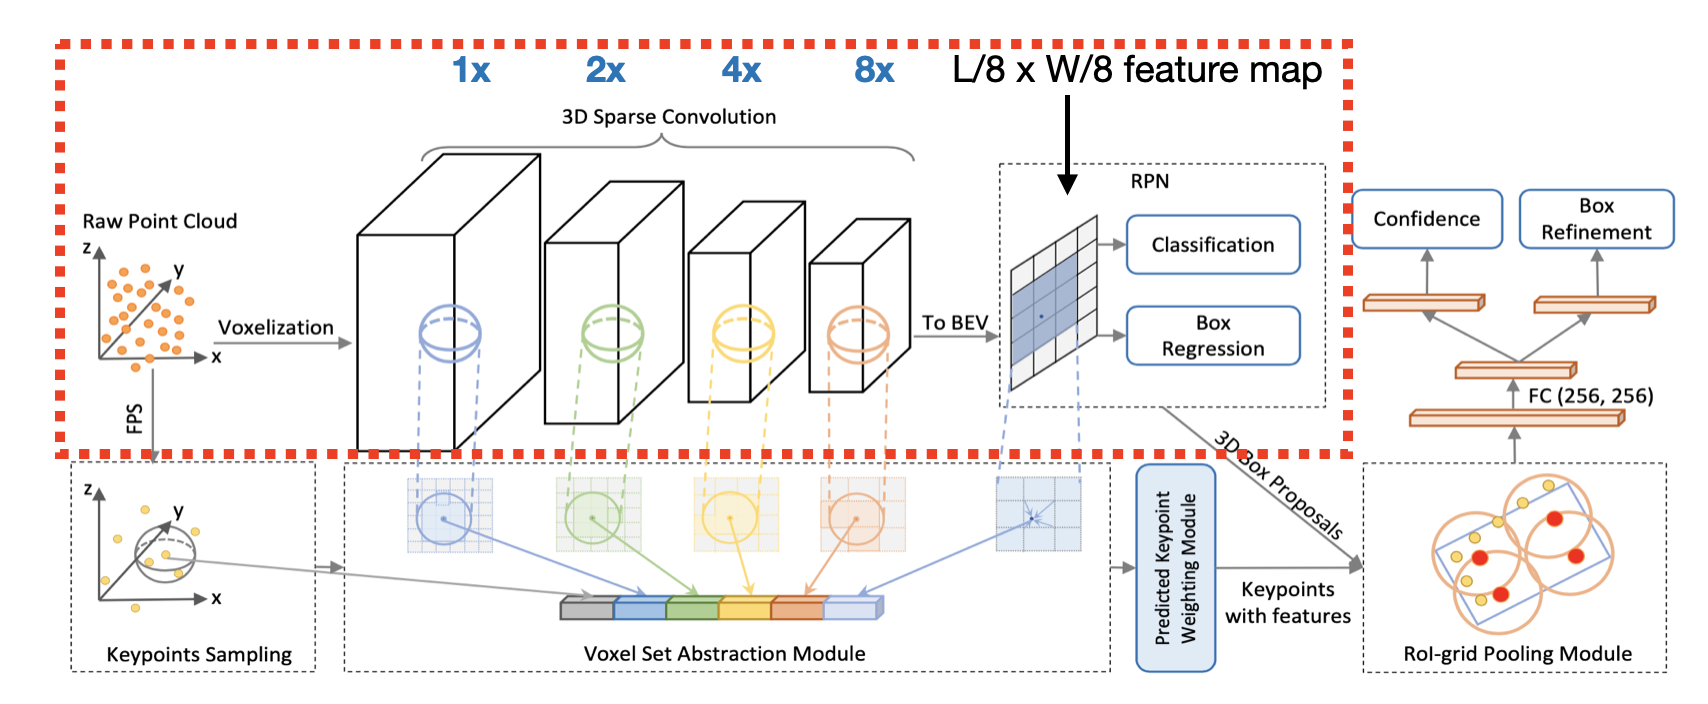 1x
2x
4x
8x
L/8 x W/8 feature map
3D Sparse Convolution
RPN
Raw Point Cloud
z
y
x
Voxelization
To BEV
Classification
Box
Regression
Confidence
Box
Refinement
FC (256, 256)
FPS
3D Box Proposals
z
y
x
Keypoints Sampling
Voxel Set Abstraction Module
Predicted Keypoint
Weighting Module
Keypoints
with features
RoI-grid Pooling Module